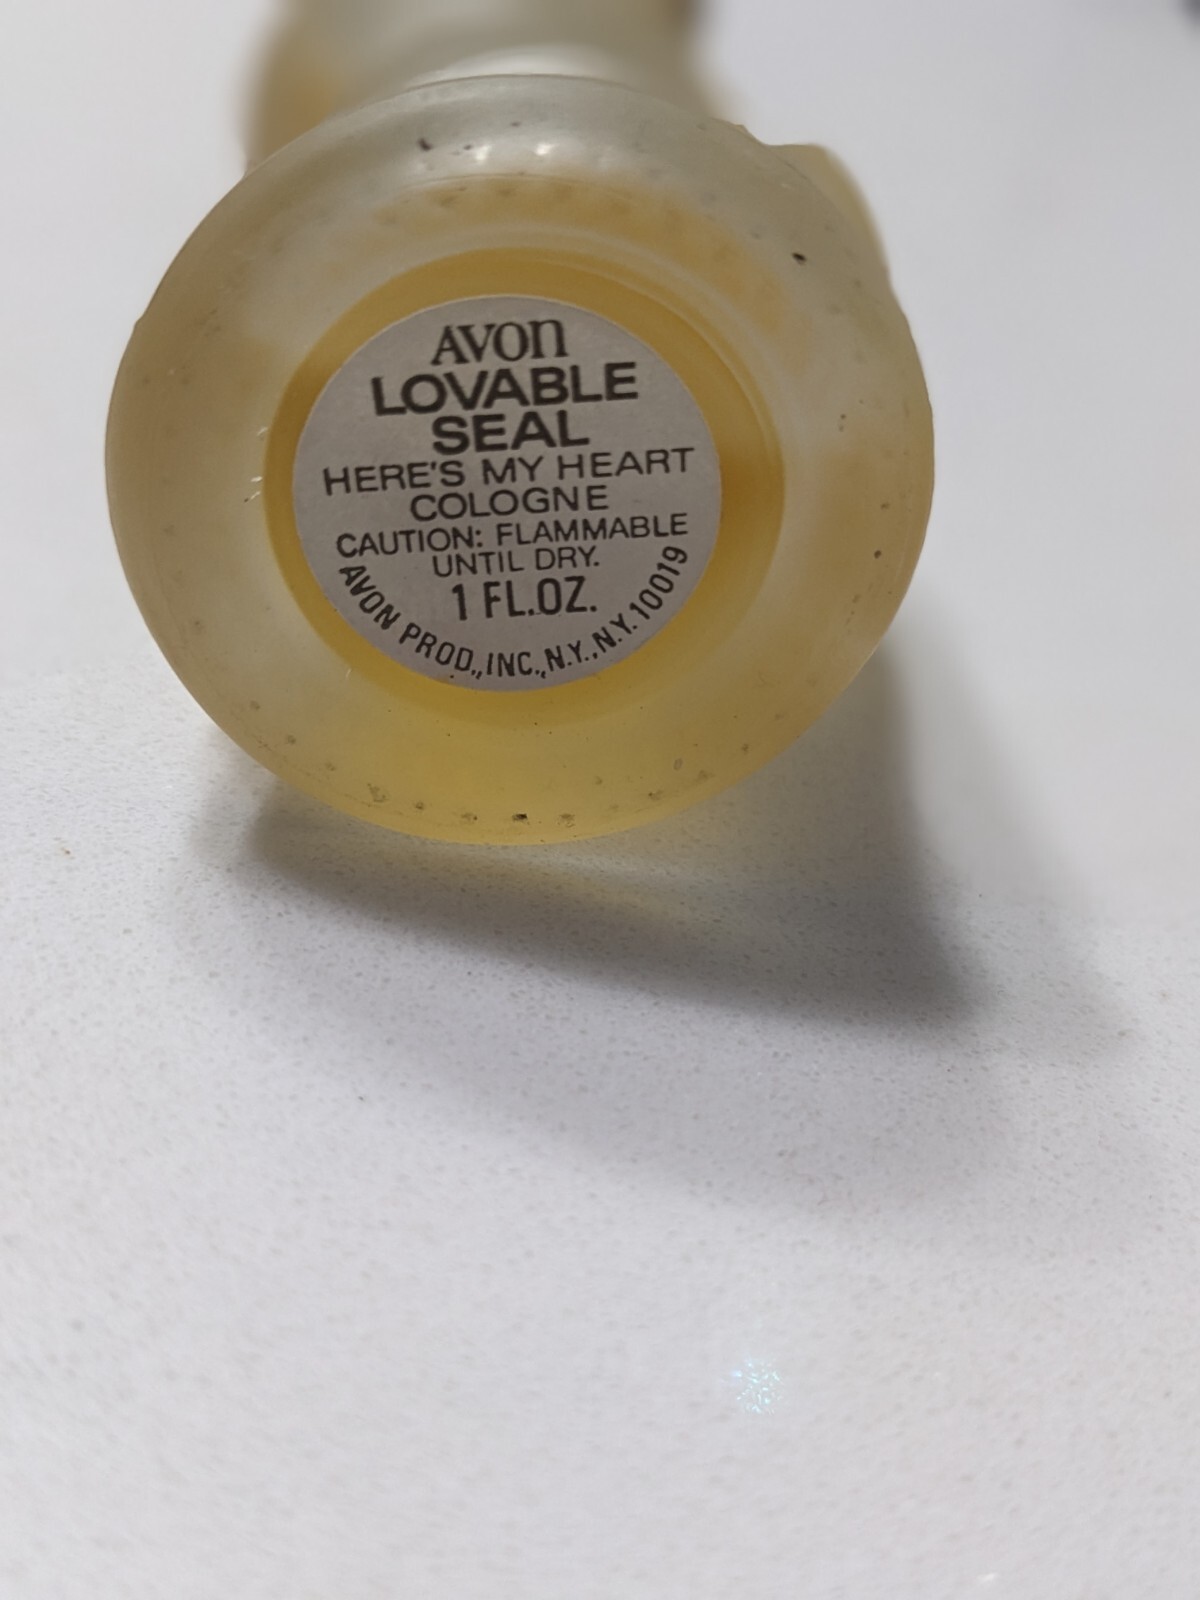 AVON
LOVABLE
SEAL
HERE'S MY HEART
COLOGNE
CAUTION: FLAMMABLE
UNTIL DRY.
1 FL.OZ.
AVON PROD., INC., N.Y., N.Y. 10019